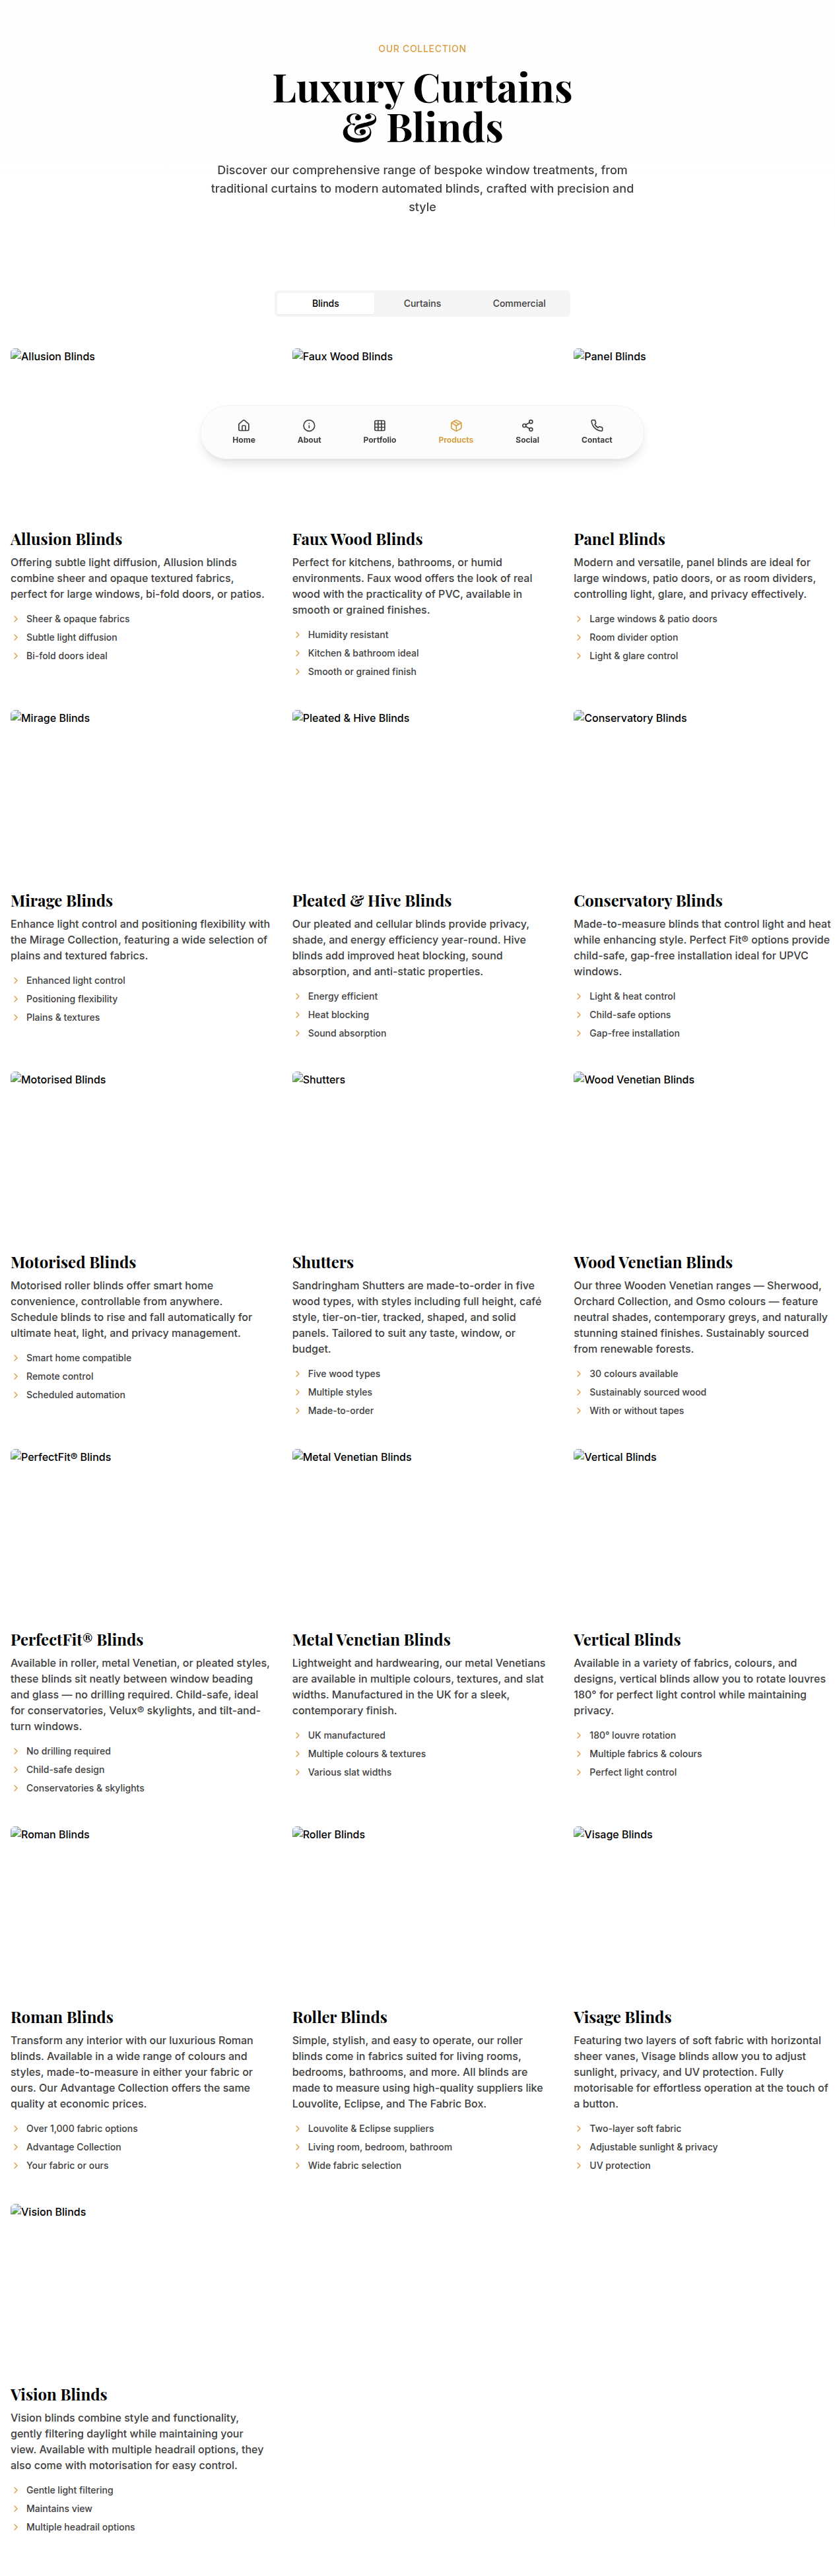 OUR COLLECTION
Luxury Curtains
& Blinds
Discover our comprehensive range of bespoke window treatments, from
traditional curtains to modern automated blinds, crafted with precision and
style
Blinds
Curtains
Commercial
Allusion Blinds
Faux Wood Blinds
Panel Blinds
Home
About
Portfolio
Products
Social
Contact
Allusion Blinds
Offering subtle light diffusion, Allusion blinds
combine sheer and opaque textured fabrics,
perfect for large windows, bi-fold doors, or patios.
Sheer & opaque fabrics
Subtle light diffusion
Bi-fold doors ideal
Faux Wood Blinds
Perfect for kitchens, bathrooms, or humid
environments. Faux wood offers the look of real
wood with the practicality of PVC, available in
smooth or grained finishes.
Humidity resistant
Kitchen & bathroom ideal
Smooth or grained finish
Panel Blinds
Modern and versatile, panel blinds are ideal for
large windows, patio doors, or as room dividers,
controlling light, glare, and privacy effectively.
Large windows & patio doors
Room divider option
Light & glare control
Mirage Blinds
Pleated & Hive Blinds
Conservatory Blinds
Mirage Blinds
Enhance light control and positioning flexibility with
the Mirage Collection, featuring a wide selection of
plains and textured fabrics.
Enhanced light control
Positioning flexibility
Plains & textures
Pleated & Hive Blinds
Our pleated and cellular blinds provide privacy,
shade, and energy efficiency year-round. Hive
blinds add improved heat blocking, sound
absorption, and anti-static properties.
Energy efficient
Heat blocking
Sound absorption
Conservatory Blinds
Made-to-measure blinds that control light and heat
while enhancing style. Perfect Fit® options provide
child-safe, gap-free installation ideal for UPVC
windows.
Light & heat control
Child-safe options
Gap-free installation
Motorised Blinds
Shutters
Wood Venetian Blinds
Motorised Blinds
Motorised roller blinds offer smart home
convenience, controllable from anywhere.
Schedule blinds to rise and fall automatically for
ultimate heat, light, and privacy management.
Smart home compatible
Remote control
Scheduled automation
Shutters
Sandringham Shutters are made-to-order in five
wood types, with styles including full height, café
style, tier-on-tier, tracked, shaped, and solid
panels. Tailored to suit any taste, window, or
budget.
Five wood types
Multiple styles
Made-to-order
Wood Venetian Blinds
Our three Wooden Venetian ranges — Sherwood,
Orchard Collection, and Osmo colours — feature
neutral shades, contemporary greys, and naturally
stunning stained finishes. Sustainably sourced
from renewable forests.
30 colours available
Sustainably sourced wood
With or without tapes
PerfectFit® Blinds
Metal Venetian Blinds
Vertical Blinds
PerfectFit® Blinds
Available in roller, metal Venetian, or pleated styles,
these blinds sit neatly between window beading
and glass — no drilling required. Child-safe, ideal
for conservatories, Velux® skylights, and tilt-and-
turn windows.
No drilling required
Child-safe design
Conservatories & skylights
Metal Venetian Blinds
Lightweight and hardwearing, our metal Venetians
are available in multiple colours, textures, and slat
widths. Manufactured in the UK for a sleek,
contemporary finish.
UK manufactured
Multiple colours & textures
Various slat widths
Vertical Blinds
Available in a variety of fabrics, colours, and
designs, vertical blinds allow you to rotate louvres
180° for perfect light control while maintaining
privacy.
180° louvre rotation
Multiple fabrics & colours
Perfect light control
Roman Blinds
Roller Blinds
Visage Blinds
Roman Blinds
Transform any interior with our luxurious Roman
blinds. Available in a wide range of colours and
styles, made-to-measure in either your fabric or
ours. Our Advantage Collection offers the same
quality at economic prices.
Over 1,000 fabric options
Advantage Collection
Your fabric or ours
Roller Blinds
Simple, stylish, and easy to operate, our roller
blinds come in fabrics suited for living rooms,
bedrooms, bathrooms, and more. All blinds are
made to measure using high-quality suppliers like
Louvolite, Eclipse, and The Fabric Box.
Louvolite & Eclipse suppliers
Living room, bedroom, bathroom
Wide fabric selection
Visage Blinds
Featuring two layers of soft fabric with horizontal
sheer vanes, Visage blinds allow you to adjust
sunlight, privacy, and UV protection. Fully
motorisable for effortless operation at the touch of
a button.
Two-layer soft fabric
Adjustable sunlight & privacy
UV protection
Vision Blinds
Vision Blinds
Vision blinds combine style and functionality,
gently filtering daylight while maintaining your
view. Available with multiple headrail options, they
also come with motorisation for easy control.
Gentle light filtering
Maintains view
Multiple headrail options